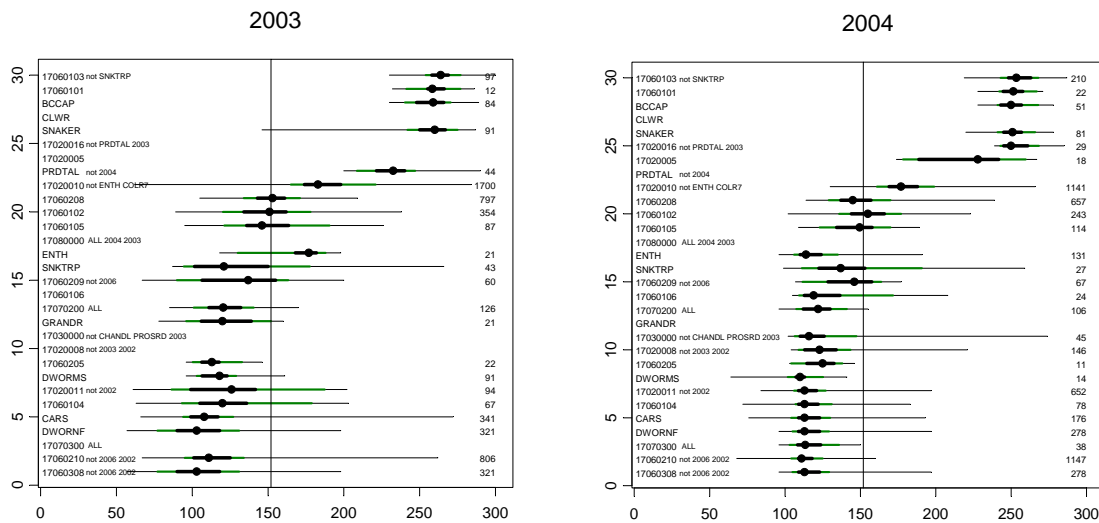 2003
30 17060103 not SNKTRP 97
17060101 12
BCCAP 84
CLWR
SNAKER 91
25 17020016 not PRDTAL 2003
17020005
PRDTAL not 2004 44
17020010 not ENTH COLR7 1700
17060208 797
20 17060102 354
17060105 87
17080000 ALL 2004 2003
ENTH 21
SNKTRP 43
15 17060209 not 2006 60
17060106
17070200 ALL 126
GRANDR 21
17030000 not CHANDL PROSRD 2003
10 17020008 not 2003 2002
17060205 22
DWORMS 91
17020011 not 2002 94
17060104 67
5 CARS 341
DWORNF 321
17070300 ALL
17060210 not 2006 2002 806
17060308 not 2006 2002 321
0
0 50 100 150 200 250 300
2004
30 17060103 not SNKTRP 210
17060101 22
BCCAP 51
CLWR
SNAKER 81
25 17020016 not PRDTAL 2003 29
17020005 18
PRDTAL not 2004
17020010 not ENTH COLR7 1141
17060208 657
20 17060102 243
17060105 114
17080000 ALL 2004 2003
ENTH 131
SNKTRP 27
15 17060209 not 2006 67
17060106 24
17070200 ALL 106
GRANDR
17030000 not CHANDL PROSRD 2003 45
10 17020008 not 2003 2002 146
17060205 11
DWORMS 14
17020011 not 2002 652
17060104 78
5 CARS 176
DWORNF 278
17070300 ALL 38
17060210 not 2006 2002 1147
17060308 not 2006 2002 278
0
0 50 100 150 200 250 300